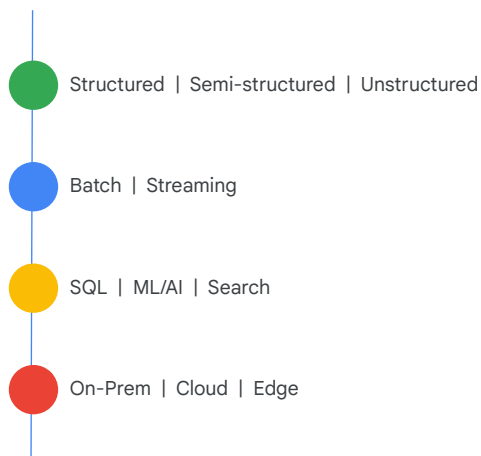 Structured | Semi-structured | Unstructured
Batch | Streaming
SQL | ML/AI | Search
On-Prem | Cloud | Edge